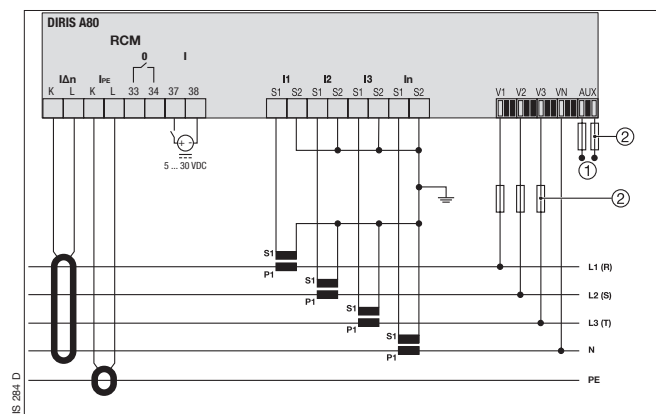 DIRIS A80
RCM
0 I
IΔn IPE I1 I2 I3 In
K L K L 33 34 37 38 S1 S2 S1 S2 S1 S2 S1 S2 V1 V2 V3 VN AUX
2
5 ... 30 VDC
1
2
S1
P1 L1 (R)
S1
P1 L2 (S)
S1
P1 L3 (T)
S1
P1 N
PE
IS 284 D